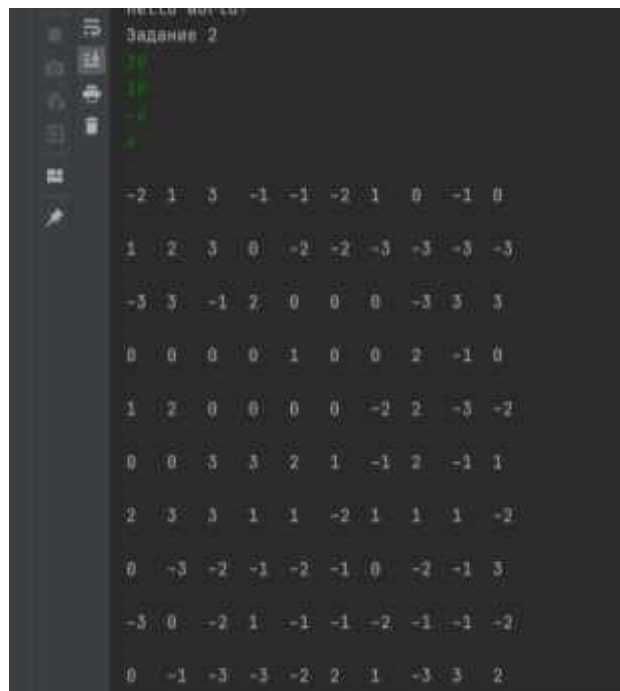 Hello World!
Задание 2
10
10
-4
4
-2 1 3 -1 -1 -2 1 0 -1 0
1 2 3 0 -2 -2 -3 -3 -3 -3
-3 3 -1 2 0 0 0 -3 3 3
0 0 0 0 1 0 0 2 -1 0
1 2 0 0 0 0 -2 2 -3 -2
0 0 3 3 2 1 -1 2 -1 1
2 3 3 1 1 -2 1 1 1 -2
0 -3 -2 -1 -2 -1 0 -2 -1 3
-3 0 -2 1 -1 -1 -2 -1 -1 -2
0 -1 -3 -3 -2 2 1 -3 3 2